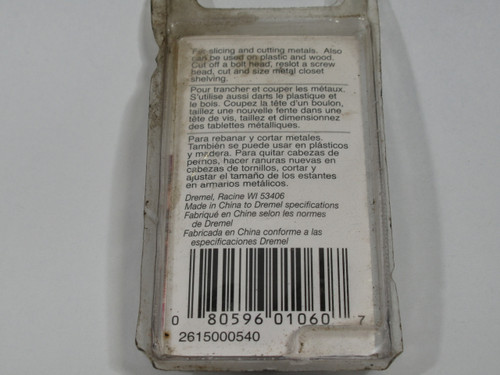 For slicing and cutting metals. Also
can be used on plastic and wood.
Cut off a bolt head, reslot a screw
head, cut and size metal closet
shelving.
Pour trancher et couper les métaux.
S'utilise aussi dans le plastique et
le bois. Coupez la tête d'un boulon,
taillez une nouvelle fente dans une
tête de vis, taillez et dimensionnez
des tablettes métalliques.
Para rebanar y cortar metales.
También se puede usar en plásticos
y madera. Para quitar cabezas de
pernos, hacer ranuras nuevas en
cabezas de tornillos, cortar y
ajustar el tamaño de los estantes
en armarios metálicos.
Dremel, Racine WI 53406
Made in China to Dremel specifications
Fabriqué en Chine selon les normes
de Dremel
Fabricada en China conforme a las
especificaciones Dremel
0 80596 01060 7
2615000540